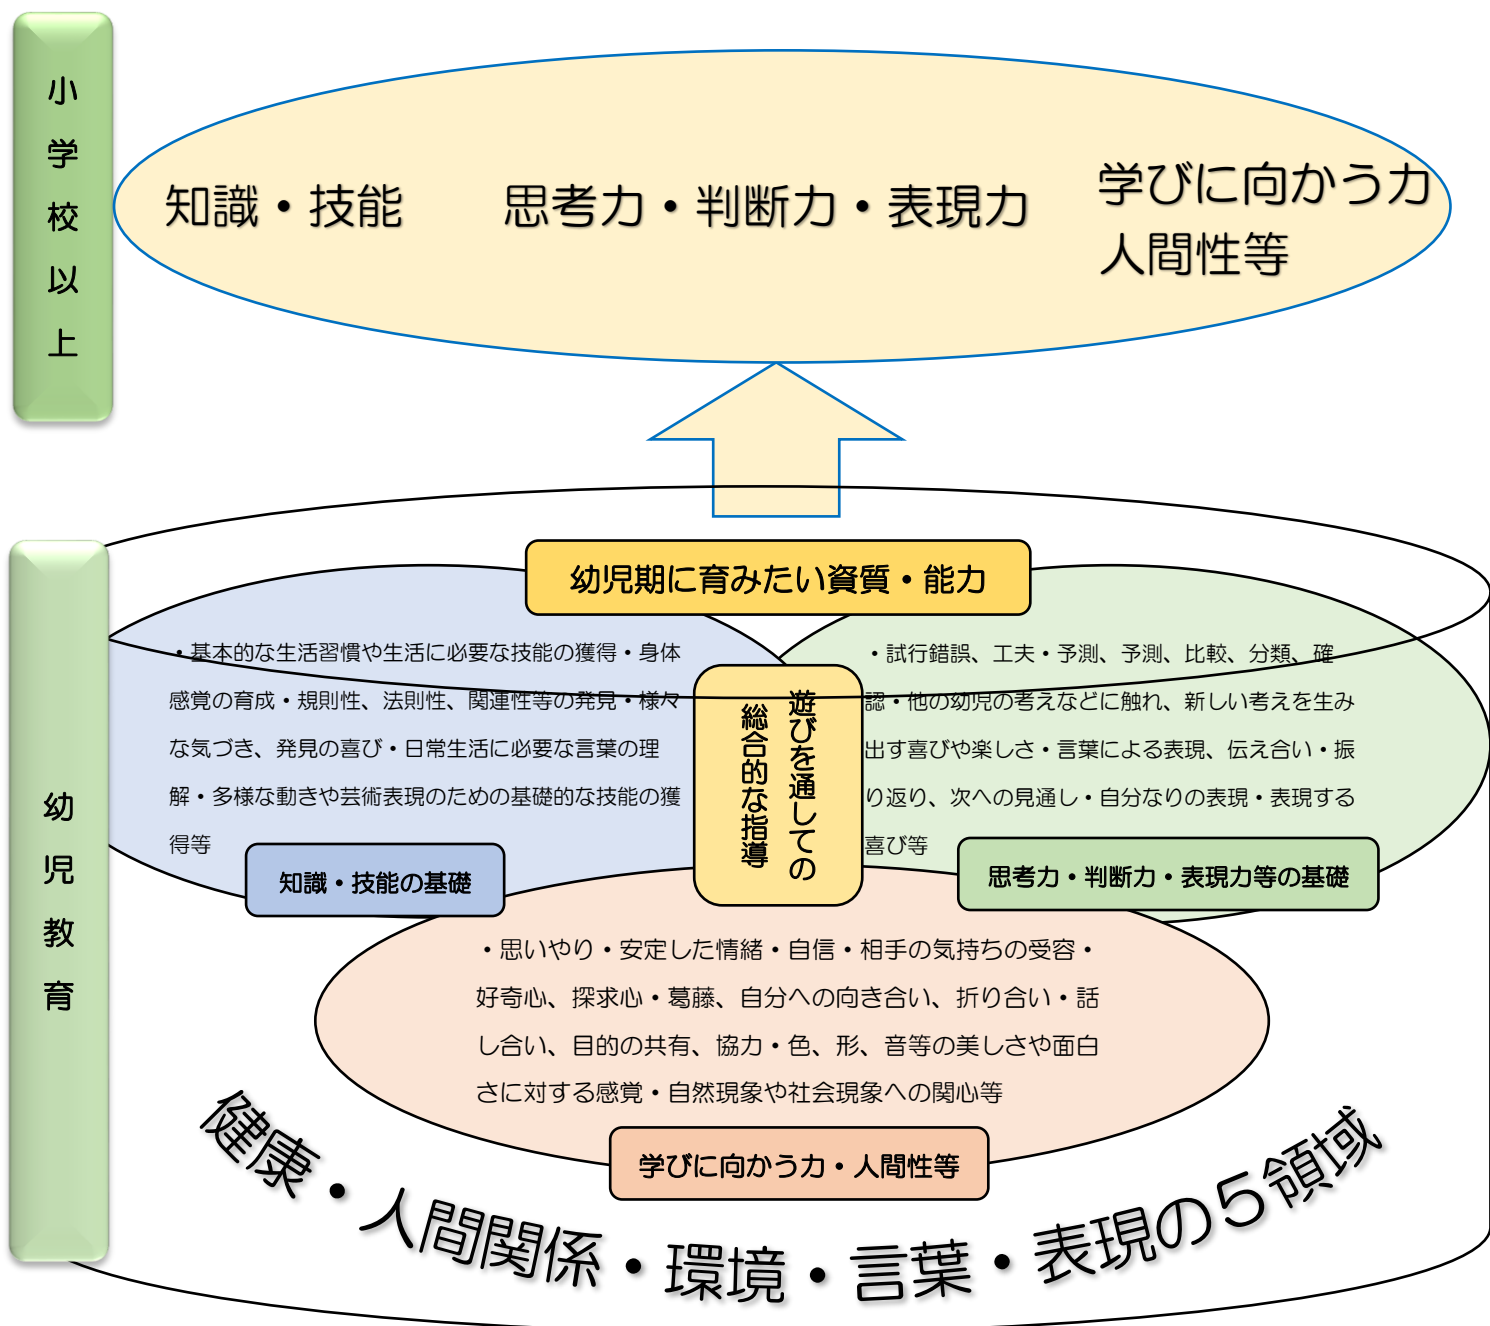 小学校以上
知識・技能
思考力・判断力・表現力
学びに向かう力
人間性等
幼児教育
幼児期に育みたい資質・能力
・基本的な生活習慣や生活に必要な技能の獲得・身体
感覚の育成・規則性、法則性、関連性等の発見・様々
な気づき、発見の喜び・日常生活に必要な言葉の理
解・多様な動きや芸術表現のための基礎的な技能の獲
得等
知識・技能の基礎
遊びを通しての
総合的な指導
・試行錯誤、工夫・予測、予測、比較、分類、確
認・他の幼児の考えなどに触れ、新しい考えを生み
出す喜びや楽しさ・言葉による表現、伝え合い・振
り返り、次への見通し・自分なりの表現・表現する
喜び等
思考力・判断力・表現力等の基礎
・思いやり・安定した情緒・自信・相手の気持ちの受容・
好奇心、探求心・葛藤、自分への向き合い、折り合い・話
し合い、目的の共有、協力・色、形、音等の美しさや面白
さに対する感覚・自然現象や社会現象への関心等
学びに向かう力・人間性等
健康・人間関係・環境・言葉・表現の５領域